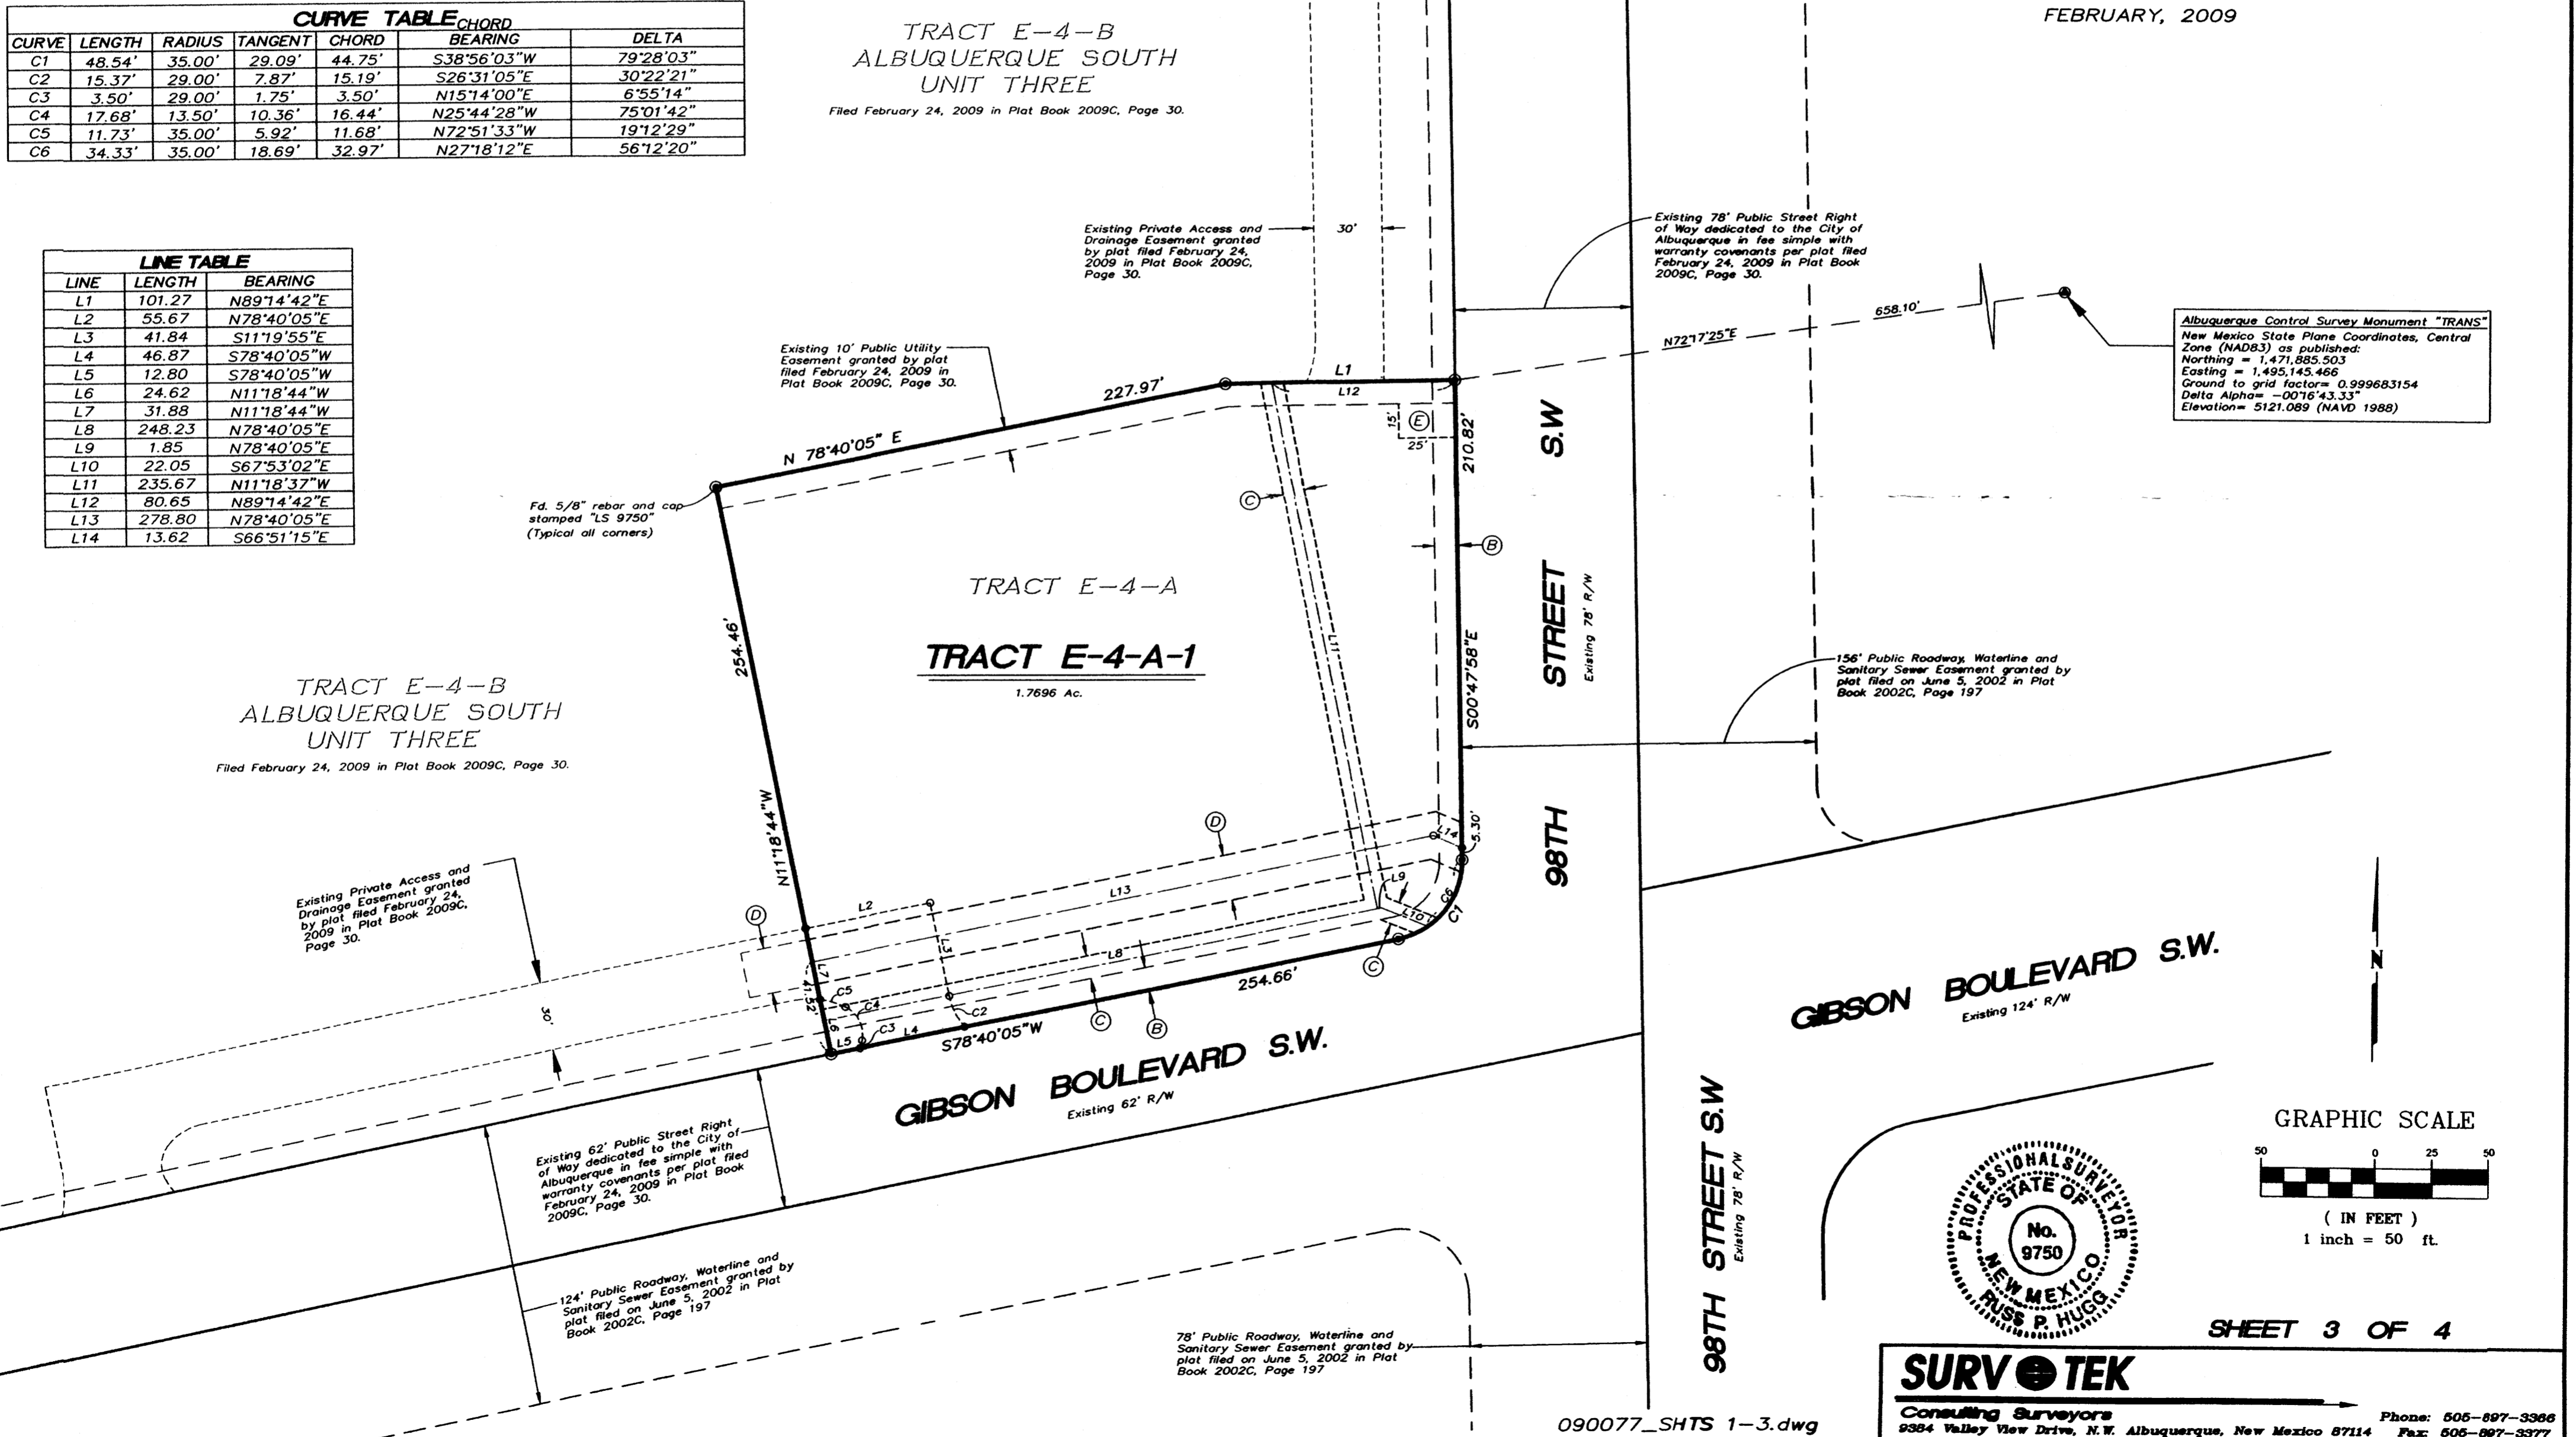 CURVE TABLE
CHORD
CURVE LENGTH RADIUS TANGENT CHORD BEARING DELTA
C1 48.54' 35.00' 29.09' 44.75' S38°56'03"W 79°28'03"
C2 15.37' 29.00' 7.87' 15.19' S26°31'05"E 30°22'21"
C3 3.50' 29.00' 1.75' 3.50' N15°14'00"E 6°55'14"
C4 17.68' 13.50' 10.36' 16.44' N25°44'28"W 75°01'42"
C5 11.73' 35.00' 5.92' 11.68' N72°51'33"W 19°12'29"
C6 34.33' 35.00' 18.69' 32.97' N27°18'12"E 56°12'20"
TRACT E-4-B
ALBUQUERQUE SOUTH
UNIT THREE
Filed February 24, 2009 in Plat Book 2009C, Page 30.
FEBRUARY, 2009
LINE TABLE
LINE LENGTH BEARING
L1 101.27 N89°14'42"E
L2 55.67 N78°40'05"E
L3 41.84 S11°19'55"E
L4 46.87 S78°40'05"W
L5 12.80 S78°40'05"W
L6 24.62 N11°18'44"W
L7 31.88 N11°18'44"W
L8 248.23 N78°40'05"E
L9 1.85 N78°40'05"E
L10 22.05 S67°53'02"E
L11 235.67 N11°18'37"W
L12 80.65 N89°14'42"E
L13 278.80 N78°40'05"E
L14 13.62 S66°51'15"E
Existing Private Access and
Drainage Easement granted
by plat filed February 24,
2009 in Plat Book 2009C,
Page 30.
30'
Existing 78' Public Street Right
of Way dedicated to the City of
Albuquerque in fee simple with
warranty covenants per plat filed
February 24, 2009 in Plat Book
2009C, Page 30.
N72°17'25"E
658.10'
Albuquerque Control Survey Monument "TRANS"
New Mexico State Plane Coordinates, Central
Zone (NAD83) as published:
Northing = 1,471,885.503
Easting = 1,495,145.466
Ground to grid factor= 0.999683154
Delta Alpha= -00°16'43.33"
Elevation= 5121.089 (NAVD 1988)
Existing 10' Public Utility
Easement granted by plat
filed February 24, 2009 in
Plat Book 2009C, Page 30.
N 78°40'05" E
227.97'
L1
L12
15'
E
25'
210.82'
S00°47'58"E
Fd. 5/8" rebar and cap
stamped "LS 9750"
(Typical all corners)
C
B
L11
TRACT E-4-A
TRACT E-4-A-1
1.7696 Ac.
254.46'
N11°18'44"W
98TH STREET S.W
Existing 78' R/W
156' Public Roadway, Waterline and
Sanitary Sewer Easement granted by
plat filed on June 5, 2002 in Plat
Book 2002C, Page 197
TRACT E-4-B
ALBUQUERQUE SOUTH
UNIT THREE
Filed February 24, 2009 in Plat Book 2009C, Page 30.
Existing Private Access and
Drainage Easement granted
by plat filed February 24,
2009 in Plat Book 2009C,
Page 30.
30'
D
D
L2
L3
L13
L14
5.30'
L9
L10
C6
C1
C
L8
L7
41.52'
C5
C4
L6
L5
C3
L4
C2
S78°40'05"W
254.66'
C
B
GIBSON BOULEVARD S.W.
Existing 62' R/W
GIBSON BOULEVARD S.W.
Existing 124' R/W
N
Existing 62' Public Street Right
of Way dedicated to the City of
Albuquerque in fee simple with
warranty covenants per plat filed
February 24, 2009 in Plat Book
2009C, Page 30.
124' Public Roadway, Waterline and
Sanitary Sewer Easement granted by
plat filed on June 5, 2002 in Plat
Book 2002C, Page 197
98TH STREET S.W
Existing 78' R/W
78' Public Roadway, Waterline and
Sanitary Sewer Easement granted by
plat filed on June 5, 2002 in Plat
Book 2002C, Page 197
GRAPHIC SCALE
50 0 25 50
( IN FEET )
1 inch = 50 ft.
PROFESSIONAL SURVEYOR
STATE OF
No.
9750
NEW MEXICO
RUSS P. HUGG
SHEET 3 OF 4
SURV TEK
Consulting Surveyors
Phone: 505-897-3366
9384 Valley View Drive, N.W. Albuquerque, New Mexico 87114 Fax: 505-897-3377
090077_SHTS 1-3.dwg